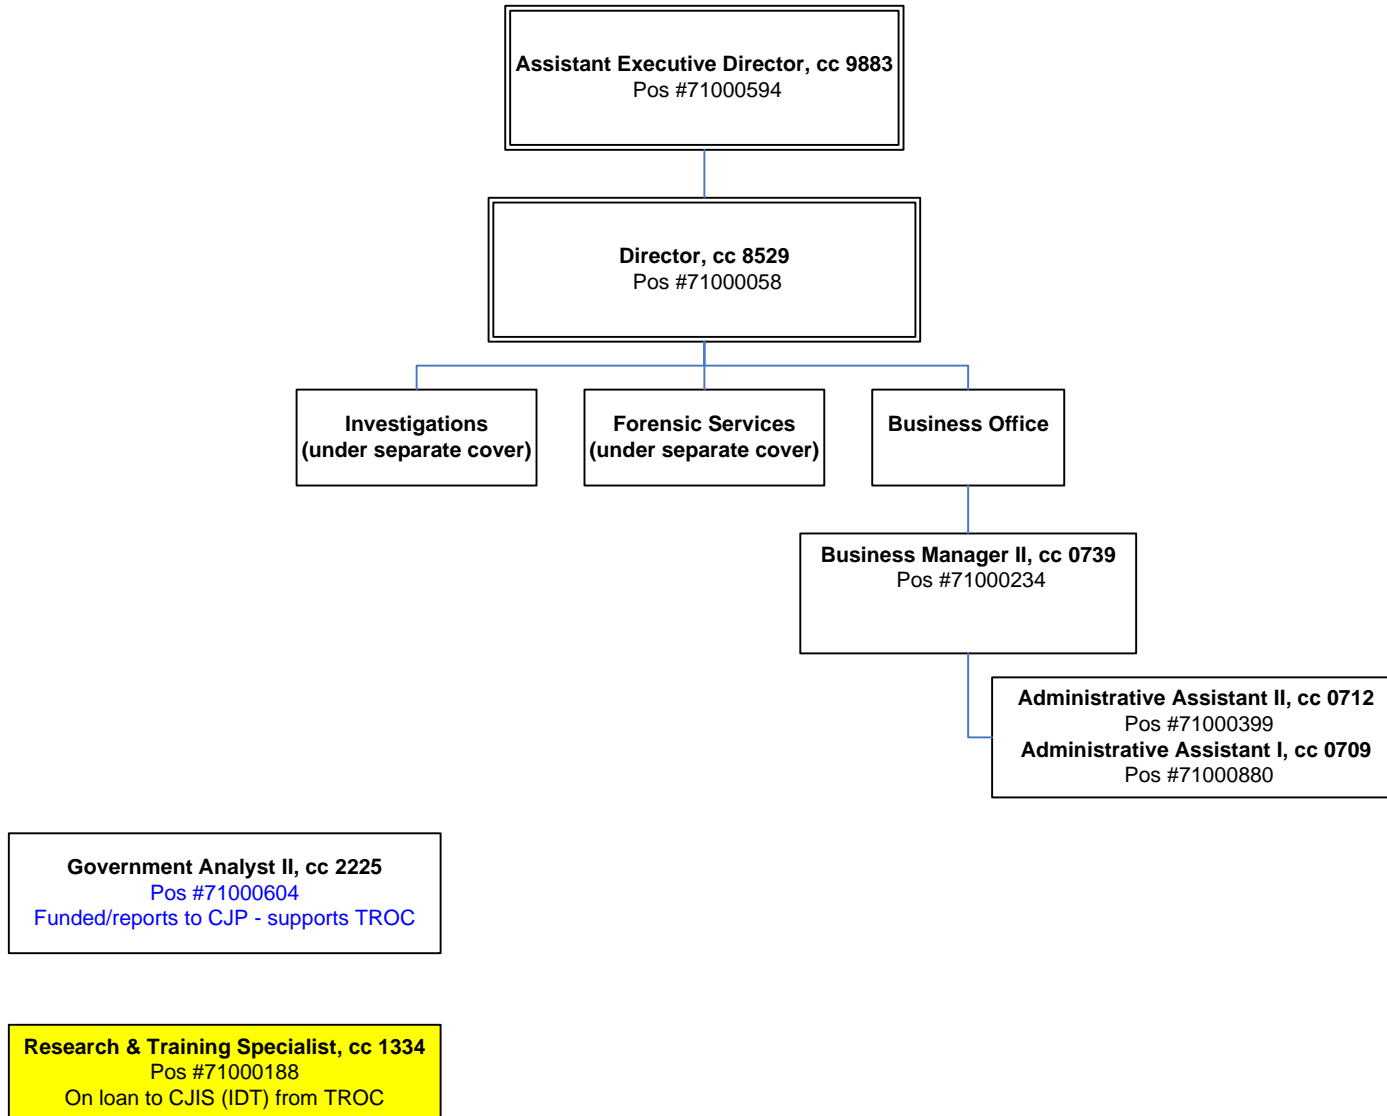 Assistant Executive Director, cc 9883
Pos #71000594
Director, cc 8529
Pos #71000058
Investigations
(under separate cover)
Forensic Services
(under separate cover)
Business Office
Business Manager II, cc 0739
Pos #71000234
Administrative Assistant II, cc 0712
Pos #71000399
Administrative Assistant I, cc 0709
Pos #71000880
Government Analyst II, cc 2225
Pos #71000604
Funded/reports to CJP - supports TROC
Research & Training Specialist, cc 1334
Pos #71000188
On loan to CJIS (IDT) from TROC